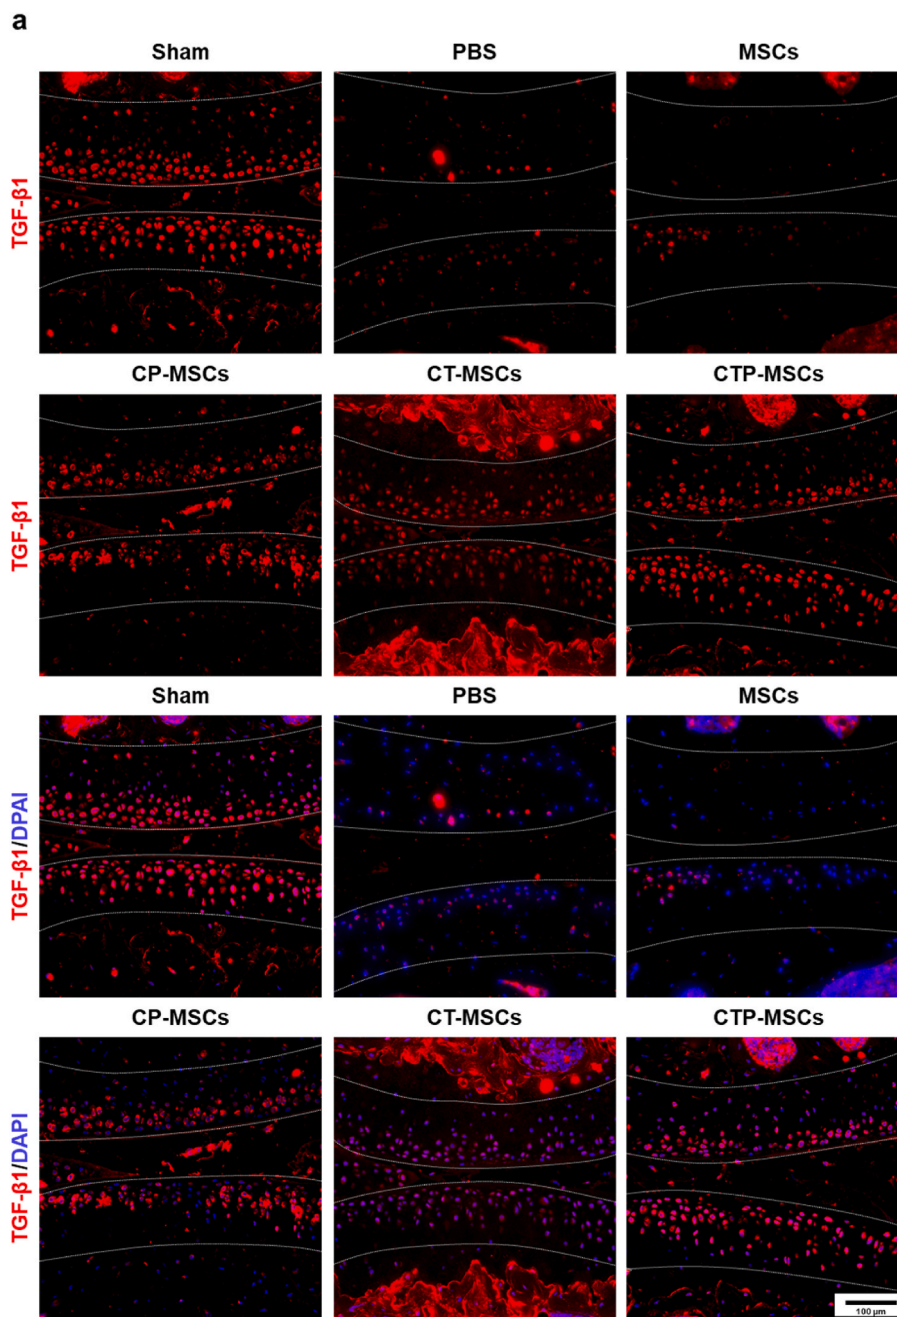 a
Sham PBS MSCs
TGF-β1
CP-MSCs CT-MSCs CTP-MSCs
TGF-β1
Sham PBS MSCs
TGF-β1/DPAI
CP-MSCs CT-MSCs CTP-MSCs
TGF-β1/DAPI
100 μm